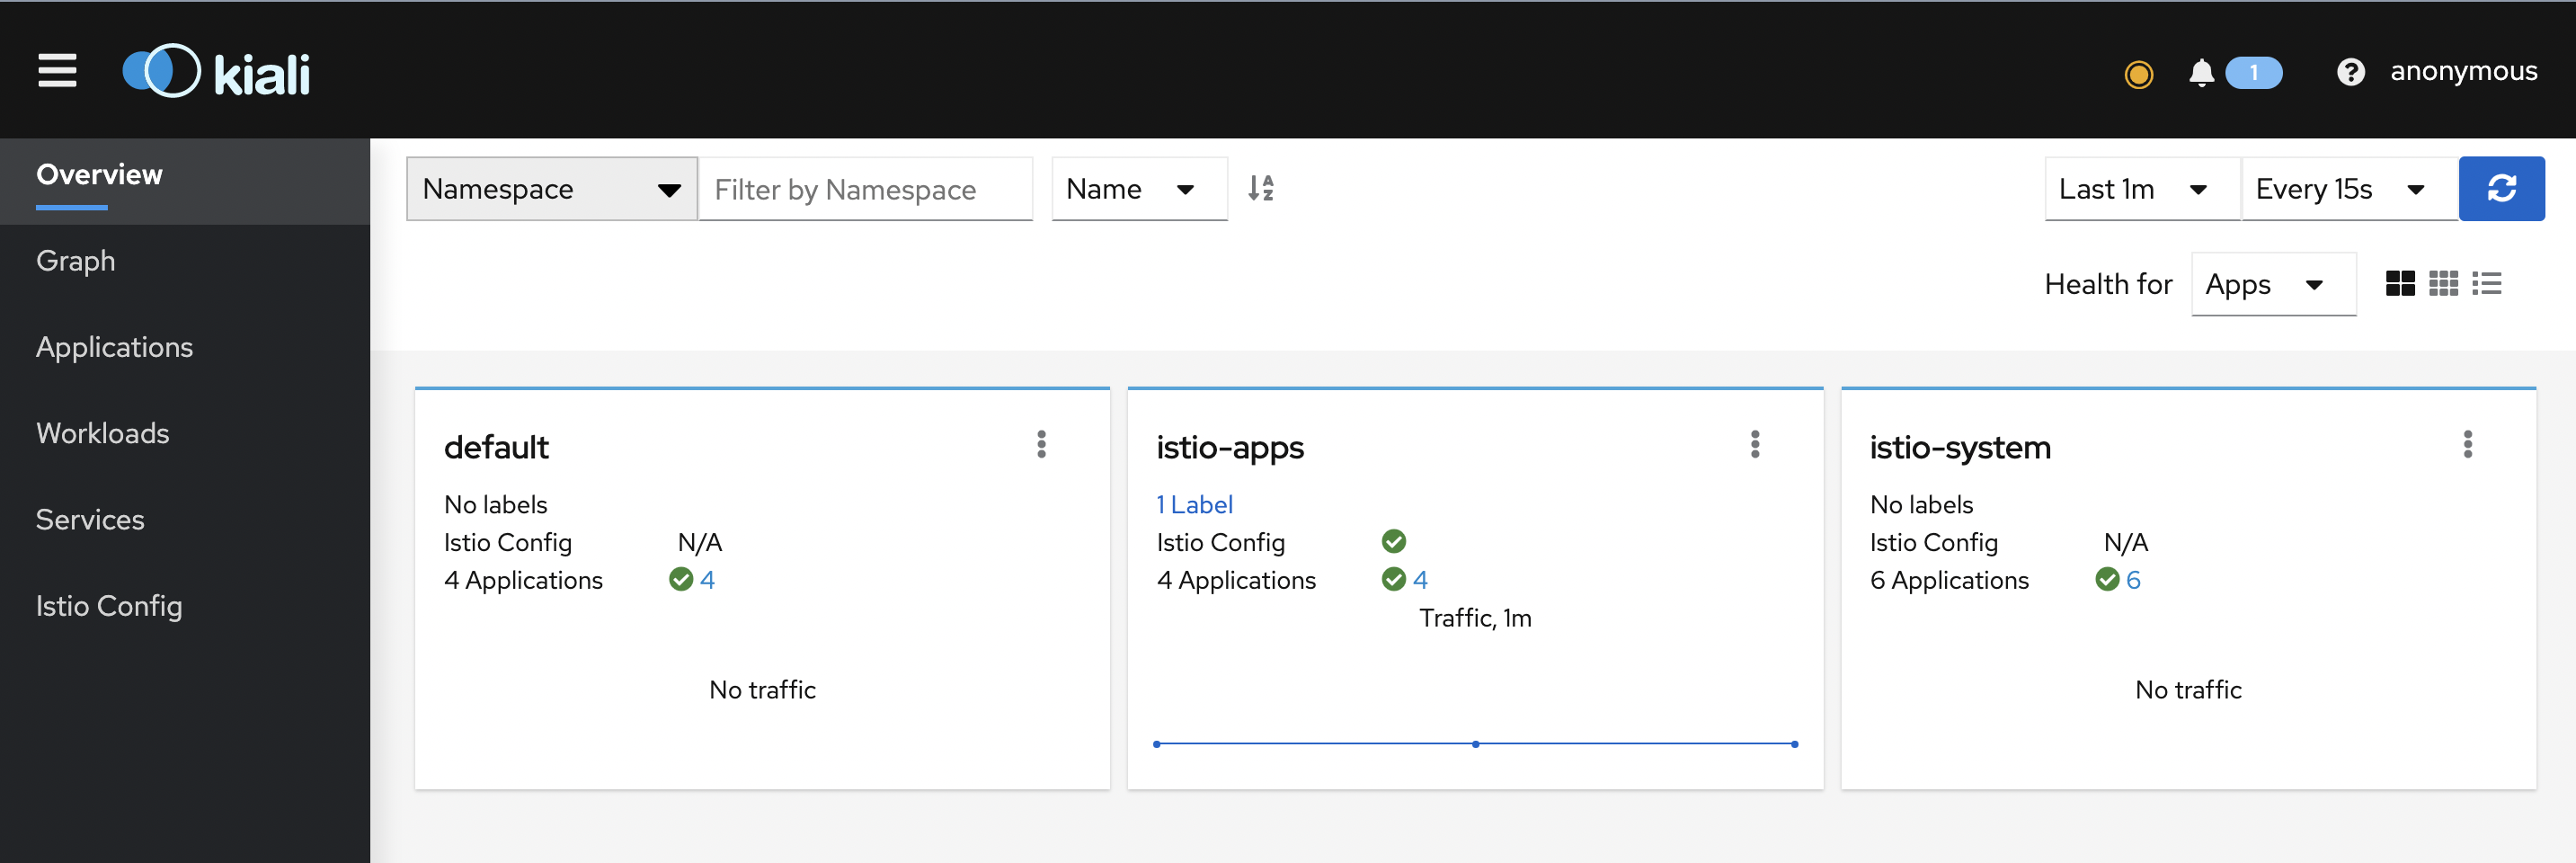 kiali
1
anonymous
Overview
Graph
Applications
Workloads
Services
Istio Config
Namespace
Filter by Namespace
Name
Last 1m
Every 15s
Health for
Apps
default
No labels
Istio Config N/A
4 Applications 4
No traffic
istio-apps
1 Label
Istio Config
4 Applications 4
Traffic, 1m
istio-system
No labels
Istio Config N/A
6 Applications 6
No traffic